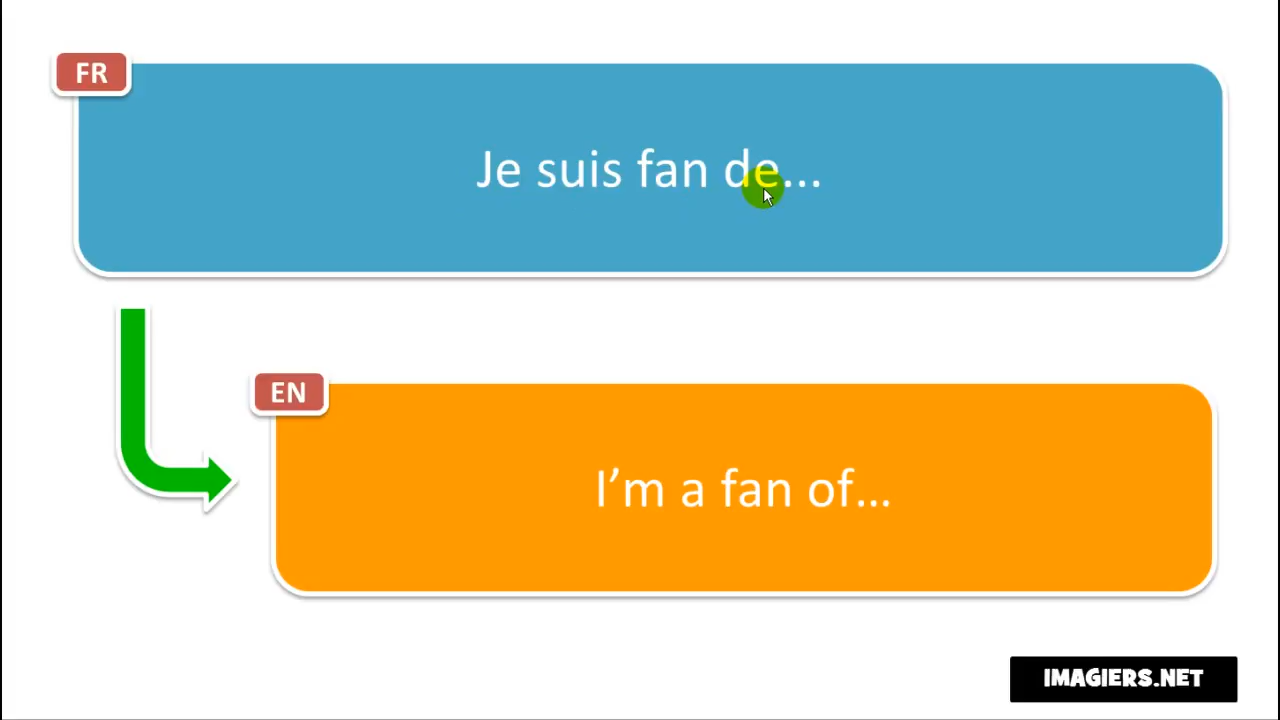 FR
Je suis fan de...
EN
I’m a fan of...
IMAGIERS.NET